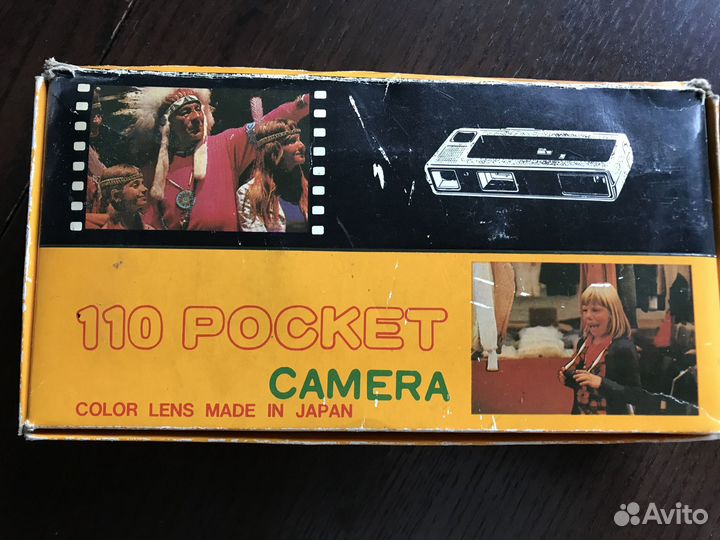 110 POCKET
CAMERA
COLOR LENS MADE IN JAPAN
Avito